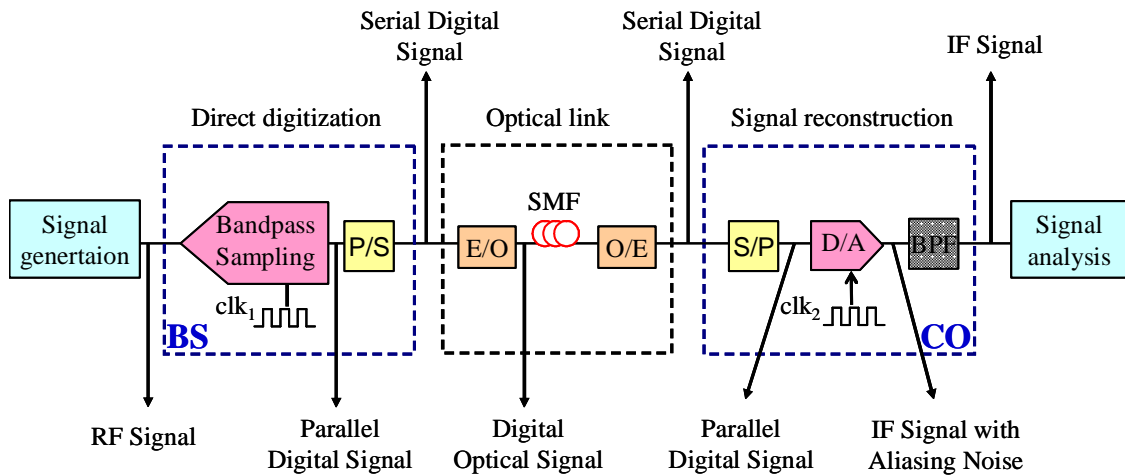 Serial Digital
Signal
Serial Digital
Signal
IF Signal
Direct digitization
Optical link
Signal reconstruction
Signal
genertaion
Bandpass
Sampling
P/S
E/O
SMF
O/E
S/P
D/A
BPF
Signal
analysis
clk1
clk2
BS
CO
RF Signal
Parallel
Digital Signal
Digital
Optical Signal
Parallel
Digital Signal
IF Signal with
Aliasing Noise